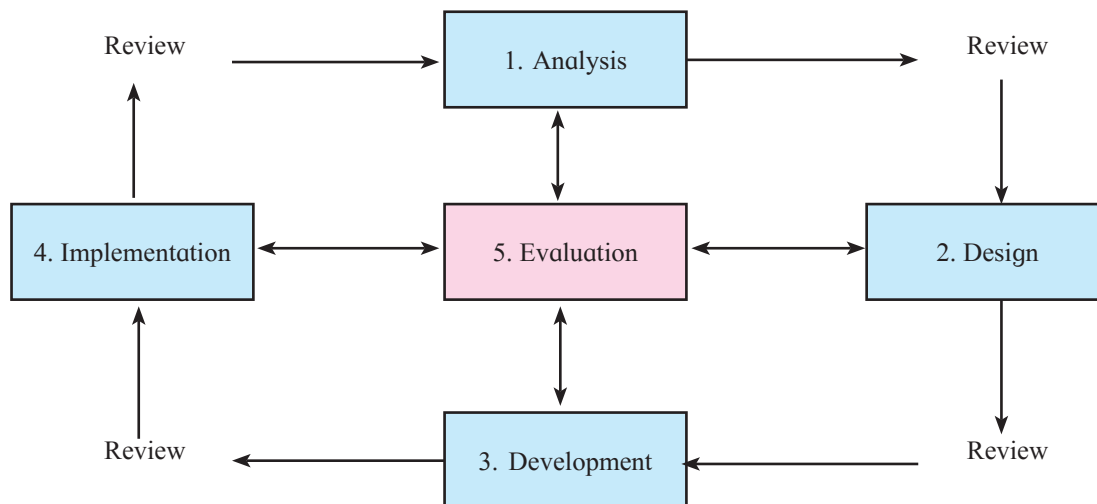 Review
1. Analysis
Review
4. Implementation
5. Evaluation
2. Design
Review
3. Development
Review